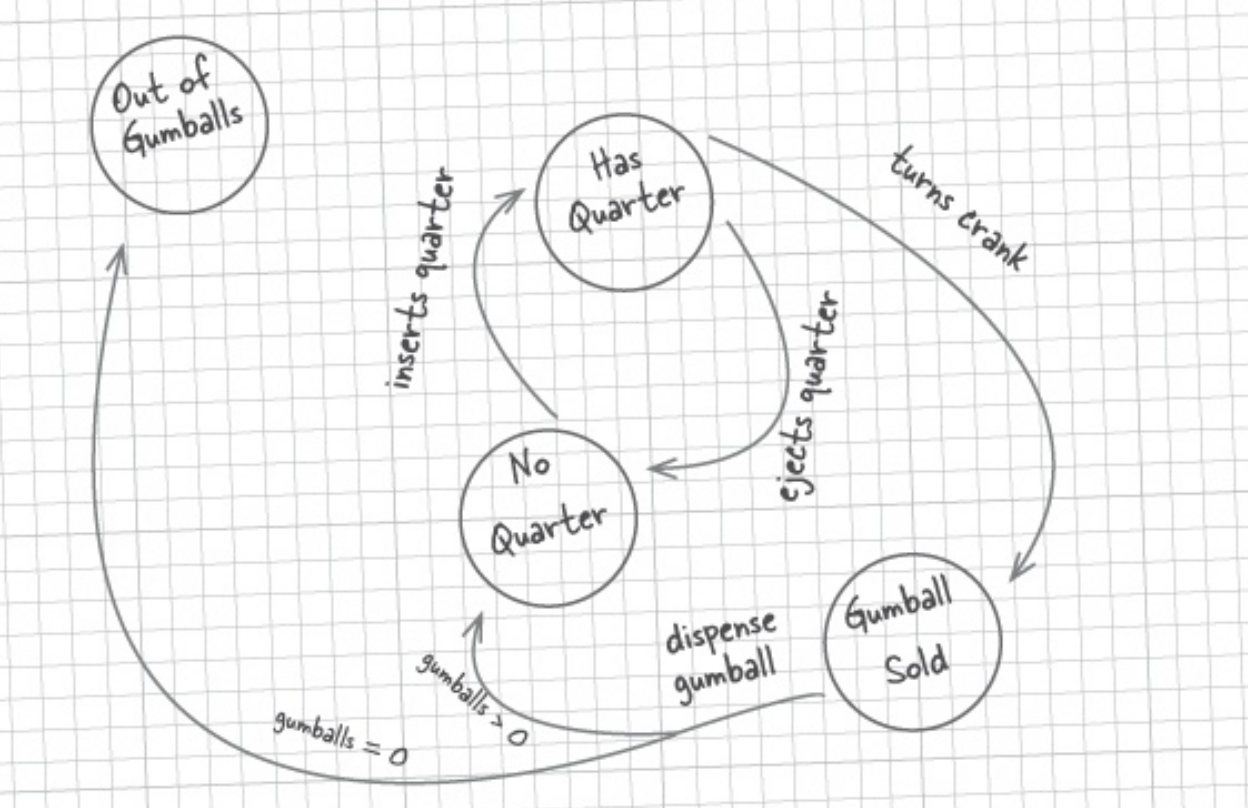 Out of
Gumballs
Has
Quarter
turns crank
inserts quarter
ejects quarter
No
Quarter
Gumball
Sold
dispense
gumball
gumballs > 0
gumballs = 0